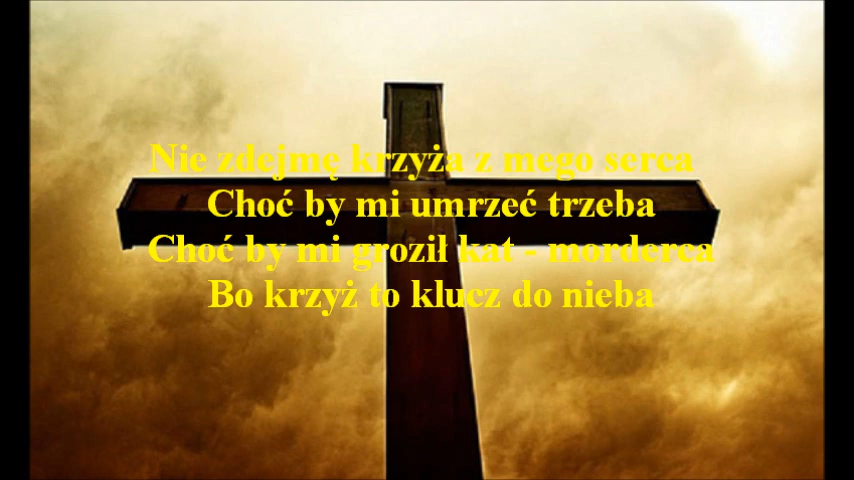 Nie zdejmę krzyża z mego serca
Choć by mi umrzeć trzeba
Choć by mi groził kat - morderca
Bo krzyż to klucz do nieba